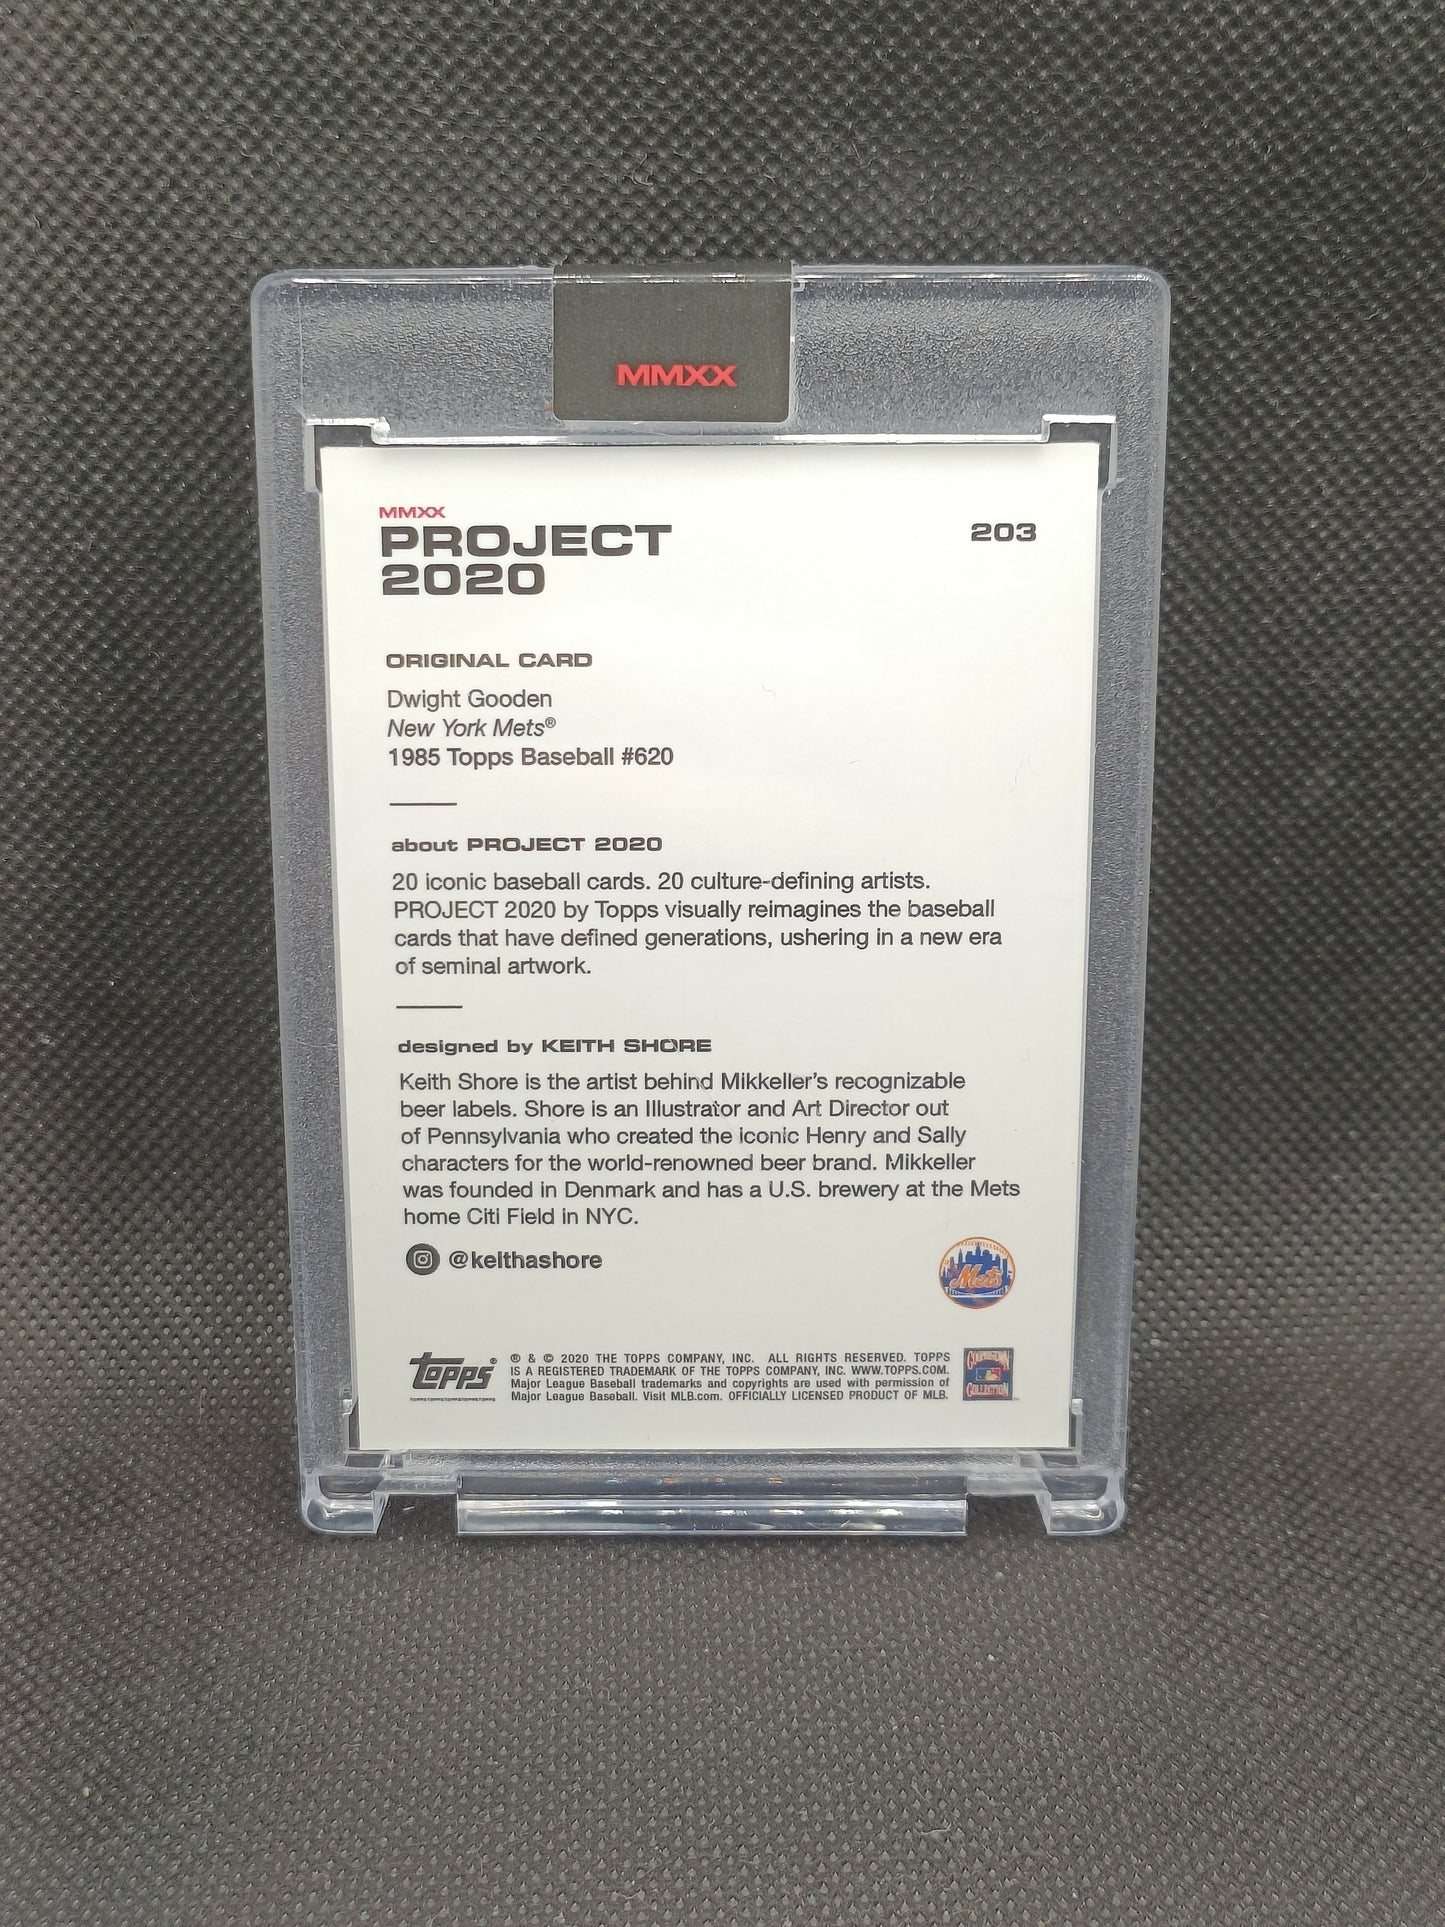 MMXX
MMXX
PROJECT
2020
203
ORIGINAL CARD
Dwight Gooden
New York Mets®
1985 Topps Baseball #620
about PROJECT 2020
20 iconic baseball cards. 20 culture-defining artists.
PROJECT 2020 by Topps visually reimagines the baseball
cards that have defined generations, ushering in a new era
of seminal artwork.
designed by KEITH SHORE
Keith Shore is the artist behind Mikkeller's recognizable
beer labels. Shore is an Illustrator and Art Director out
of Pennsylvania who created the iconic Henry and Sally
characters for the world-renowned beer brand. Mikkeller
was founded in Denmark and has a U.S. brewery at the Mets
home Citi Field in NYC.
@keithashore
Mets
topps®
® & © 2020 THE TOPPS COMPANY, INC. ALL RIGHTS RESERVED. TOPPS
IS A REGISTERED TRADEMARK OF THE TOPPS COMPANY, INC. WWW.TOPPS.COM.
Major League Baseball trademarks and copyrights are used with permission of
Major League Baseball. Visit MLB.com. OFFICIALLY LICENSED PRODUCT OF MLB.
COOPERSTOWN
COLLECTION